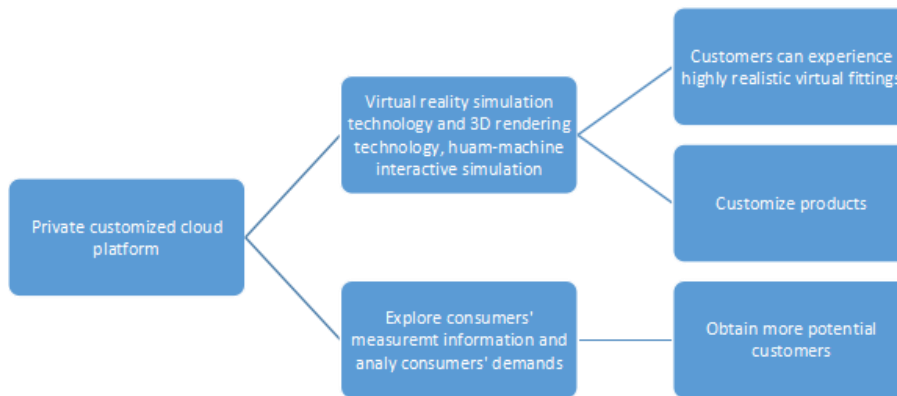 Private customized cloud
platform
Virtual reality simulation
technology and 3D rendering
technology, huam-machine
interactive simulation
Explore consumers'
measuremt information and
analy consumers' demands
Customers can experience
highly realistic virtual fittings
Customize products
Obtain more potential
customers